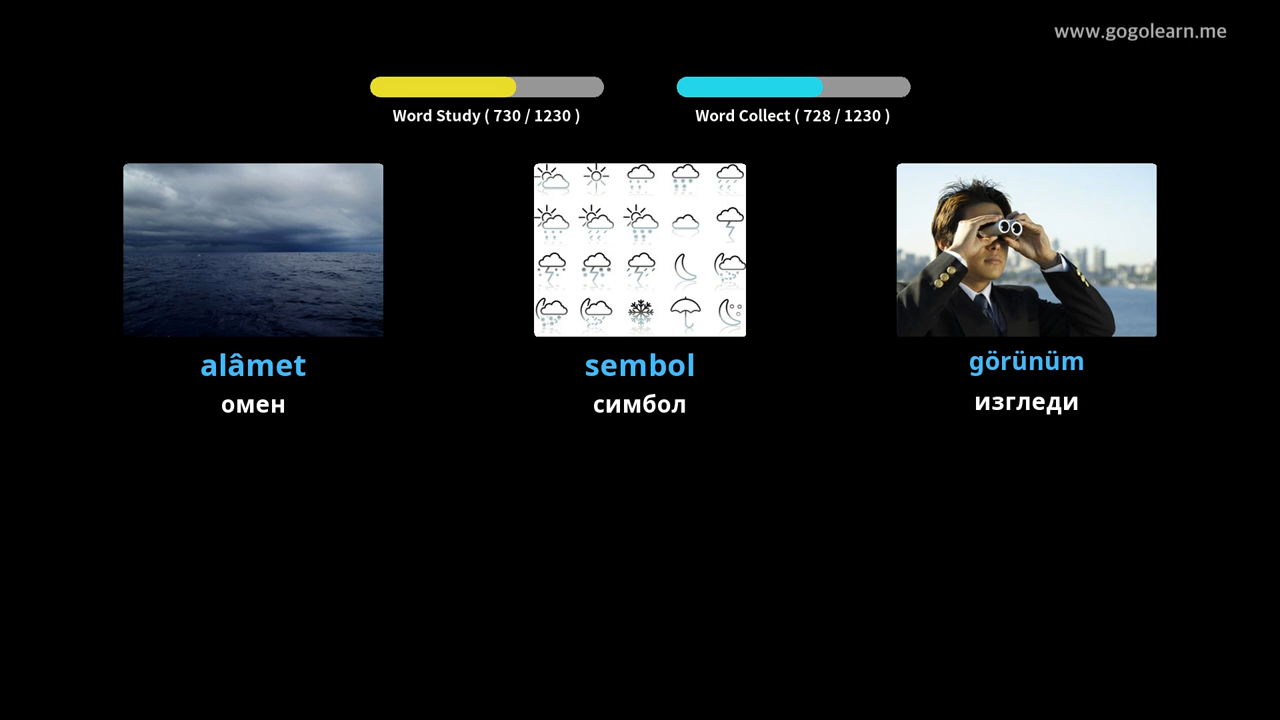 www.gogolearn.me
Word Study ( 730 / 1230 )
Word Collect ( 728 / 1230 )
alâmet
омен
sembol
симбол
görünüm
изгледи